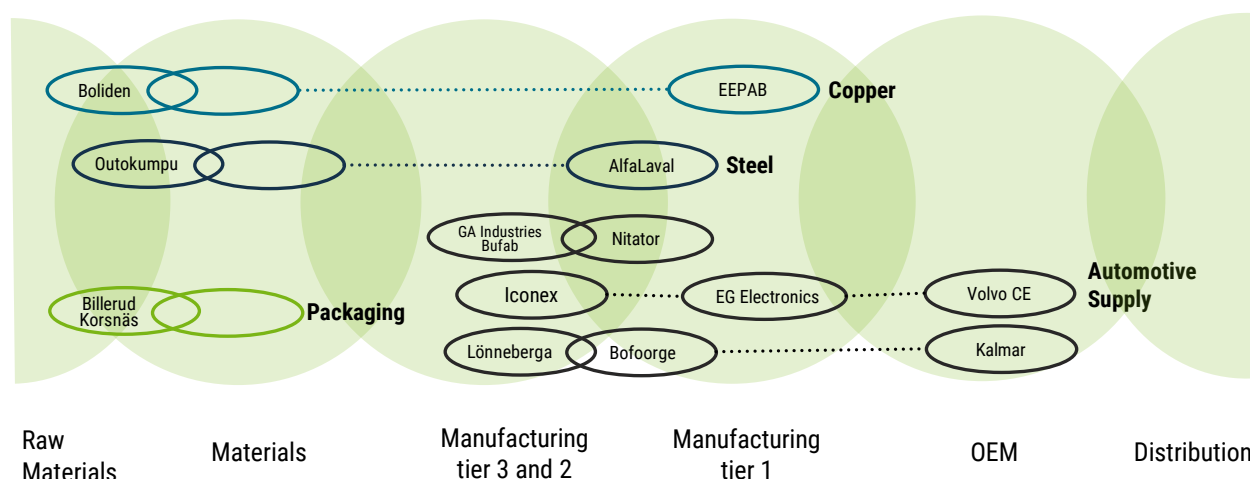 Boliden
EEPAB
Copper
Outokumpu
AlfaLaval
Steel
GA Industries
Bufab
Nitator
Billerud
Korsnäs
Packaging
Iconex
EG Electronics
Volvo CE
Automotive
Supply
Lönneberga
Bofoorge
Kalmar
Raw
Materials
Materials
Manufacturing
tier 3 and 2
Manufacturing
tier 1
OEM
Distribution